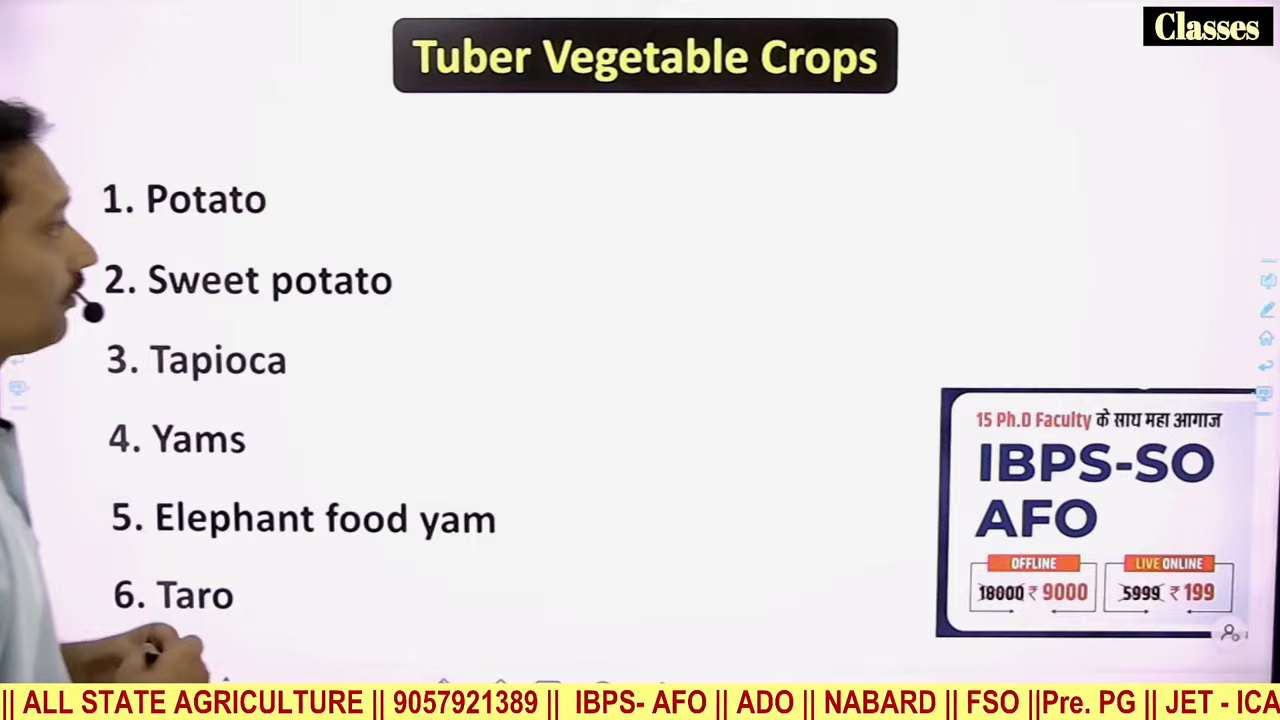 Classes
Tuber Vegetable Crops
1. Potato
2. Sweet potato
3. Tapioca
4. Yams
5. Elephant food yam
6. Taro
15 Ph.D Faculty के साथ महा आगाज
IBPS-SO
AFO
OFFLINE
18000 ₹ 9000
LIVE ONLINE
5999 ₹ 199
|| ALL STATE AGRICULTURE || 9057921389 || IBPS- AFO || ADO || NABARD || FSO ||Pre. PG || JET - ICA